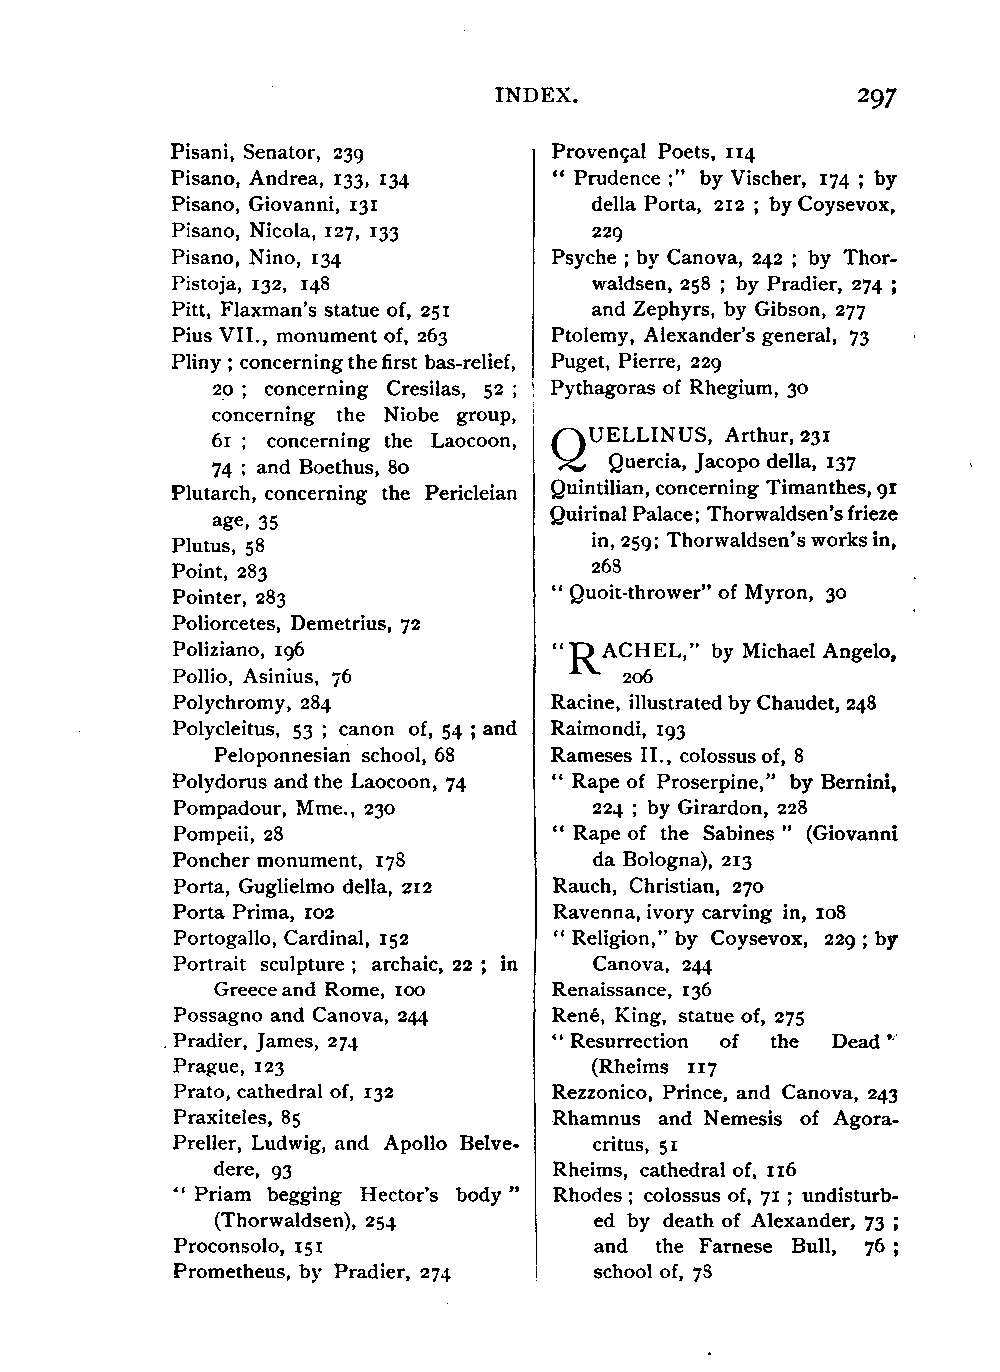 INDEX. 297
Pisani, Senator, 239
Pisano, Andrea, 133, 134
Pisano, Giovanni, 131
Pisano, Nicola, 127, 133
Pisano, Nino, 134
Pistoja, 132, 148
Pitt, Flaxman's statue of, 251
Pius VII., monument of, 263
Pliny ; concerning the first bas-relief,
20 ; concerning Cresilas, 52 ;
concerning the Niobe group,
61 ; concerning the Laocoon,
74 ; and Boethus, 80
Plutarch, concerning the Pericleian
age, 35
Plutus, 58
Point, 283
Pointer, 283
Poliorcetes, Demetrius, 72
Poliziano, 196
Pollio, Asinius, 76
Polychromy, 284
Polycleitus, 53 ; canon of, 54 ; and
Peloponnesian school, 68
Polydorus and the Laocoon, 74
Pompadour, Mme., 230
Pompeii, 28
Poncher monument, 178
Porta, Guglielmo della, 212
Porta Prima, 102
Portogallo, Cardinal, 152
Portrait sculpture ; archaic, 22 ; in
Greece and Rome, 100
Possagno and Canova, 244
Pradier, James, 274
Prague, 123
Prato, cathedral of, 132
Praxiteles, 85
Preller, Ludwig, and Apollo Belve-
dere, 93
" Priam begging Hector's body "
(Thorwaldsen), 254
Proconsolo, 151
Prometheus, by Pradier, 274
Provençal Poets, 114
" Prudence ;" by Vischer, 174 ; by
della Porta, 212 ; by Coysevox,
229
Psyche ; by Canova, 242 ; by Thor-
waldsen, 258 ; by Pradier, 274 ;
and Zephyrs, by Gibson, 277
Ptolemy, Alexander's general, 73
Puget, Pierre, 229
Pythagoras of Rhegium, 30
QUELLINUS, Arthur, 231
Quercia, Jacopo della, 137
Quintilian, concerning Timanthes, 91
Quirinal Palace; Thorwaldsen's frieze
in, 259; Thorwaldsen's works in,
268
" Quoit-thrower" of Myron, 30
"RACHEL," by Michael Angelo,
206
Racine, illustrated by Chaudet, 248
Raimondi, 193
Rameses II., colossus of, 8
" Rape of Proserpine," by Bernini,
224 ; by Girardon, 228
" Rape of the Sabines " (Giovanni
da Bologna), 213
Rauch, Christian, 270
Ravenna, ivory carving in, 108
" Religion," by Coysevox, 229 ; by
Canova, 244
Renaissance, 136
René, King, statue of, 275
" Resurrection of the Dead "
(Rheims 117
Rezzonico, Prince, and Canova, 243
Rhamnus and Nemesis of Agora-
critus, 51
Rheims, cathedral of, 116
Rhodes ; colossus of, 71 ; undisturb-
ed by death of Alexander, 73 ;
and the Farnese Bull, 76 ;
school of, 78